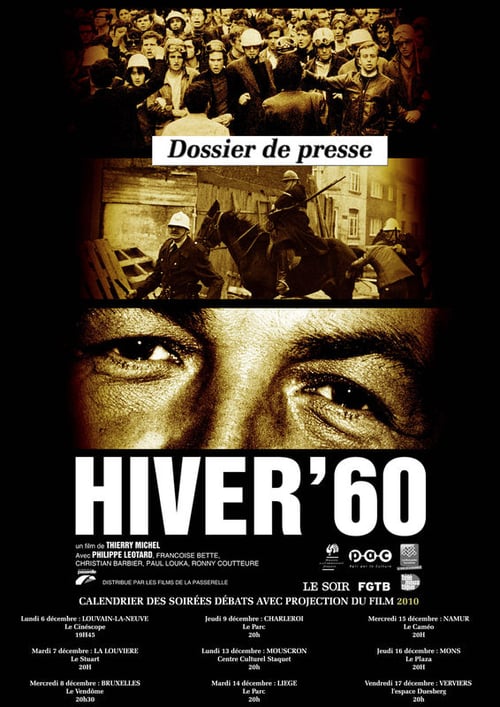 Dossier de presse
HIVER'60
un film de THIERRY MICHEL
Avec PHILIPPE LEOTARD, FRANCOISE BETTE,
CHRISTIAN BARBIER, PAUL LOUKA, RONNY COUTTEURE
DISTRIBUE PAR LES FILMS DE LA PASSERELLE
pac
LE SOIR FGTB
CALENDRIER DES SOIRÉES DÉBATS AVEC PROJECTION DU FILM 2010
Lundi 6 décembre : LOUVAIN-LA-NEUVE
Le Cinéscope
19H45
Jeudi 9 décembre : CHARLEROI
Le Parc
20h
Mercredi 15 décembre : NAMUR
Le Caméo
20H
Mardi 7 décembre : LA LOUVIERE
Le Stuart
20H
Lundi 13 décembre : MOUSCRON
Centre Culturel Staquet
20h
Jeudi 16 décembre : MONS
Le Plaza
20H
Mercredi 8 décembre : BRUXELLES
Le Vendôme
20h30
Mardi 14 décembre : LIEGE
Le Parc
20h
Vendredi 17 décembre : VERVIERS
l'espace Duesberg
20h